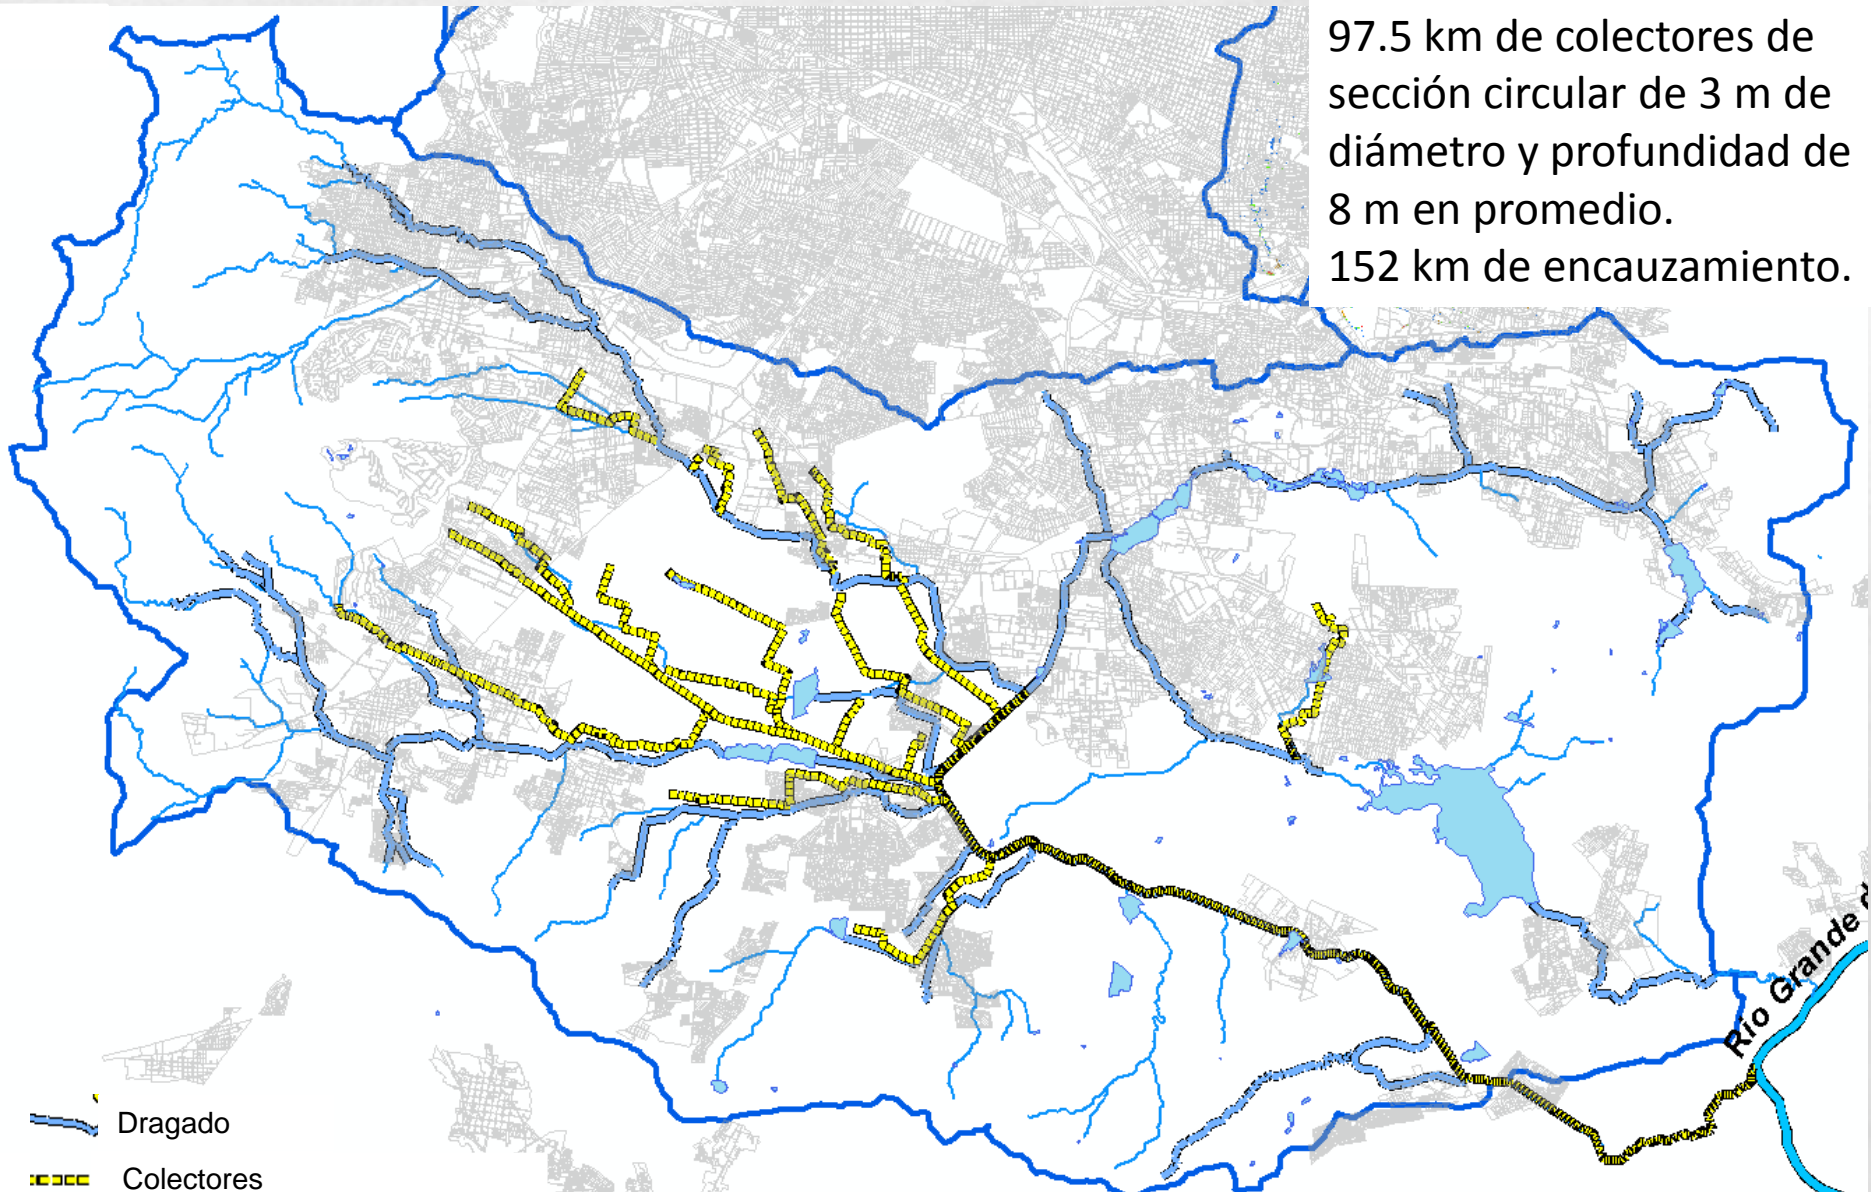 97.5 km de colectores de
sección circular de 3 m de
diámetro y profundidad de
8 m en promedio.
152 km de encauzamiento.
Río Grande d
Dragado
Colectores